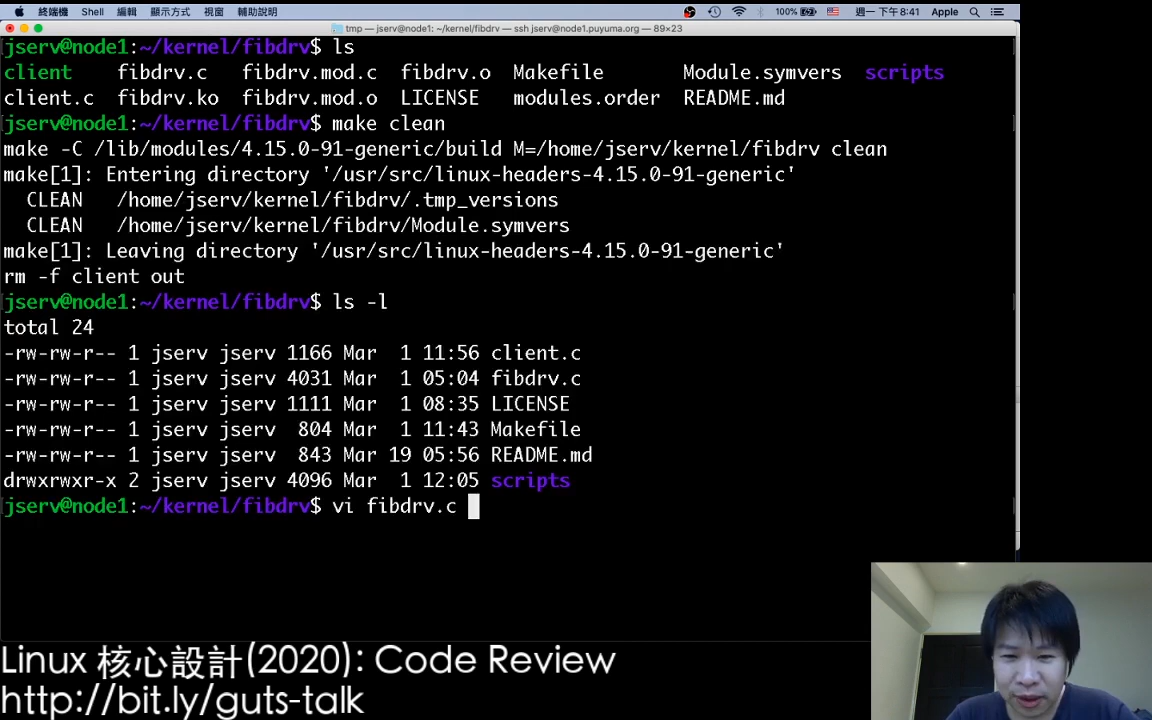 終端機 Shell 編輯 顯示方式 視窗 輔助說明 100% 週一 下午8:41 Apple
tmp — jserv@node1: ~/kernel/fibdrv — ssh jserv@node1.puyuma.org — 89×23
jserv@node1:~/kernel/fibdrv$ ls
client fibdrv.c fibdrv.mod.c fibdrv.o Makefile Module.symvers scripts
client.c fibdrv.ko fibdrv.mod.o LICENSE modules.order README.md
jserv@node1:~/kernel/fibdrv$ make clean
make -C /lib/modules/4.15.0-91-generic/build M=/home/jserv/kernel/fibdrv clean
make[1]: Entering directory '/usr/src/linux-headers-4.15.0-91-generic'
CLEAN /home/jserv/kernel/fibdrv/.tmp_versions
CLEAN /home/jserv/kernel/fibdrv/Module.symvers
make[1]: Leaving directory '/usr/src/linux-headers-4.15.0-91-generic'
rm -f client out
jserv@node1:~/kernel/fibdrv$ ls -l
total 24
-rw-rw-r-- 1 jserv jserv 1166 Mar 1 11:56 client.c
-rw-rw-r-- 1 jserv jserv 4031 Mar 1 05:04 fibdrv.c
-rw-rw-r-- 1 jserv jserv 1111 Mar 1 08:35 LICENSE
-rw-rw-r-- 1 jserv jserv 804 Mar 1 11:43 Makefile
-rw-rw-r-- 1 jserv jserv 843 Mar 19 05:56 README.md
drwxrwxr-x 2 jserv jserv 4096 Mar 1 12:05 scripts
jserv@node1:~/kernel/fibdrv$ vi fibdrv.c
Linux 核心設計(2020): Code Review
http://bit.ly/guts-talk